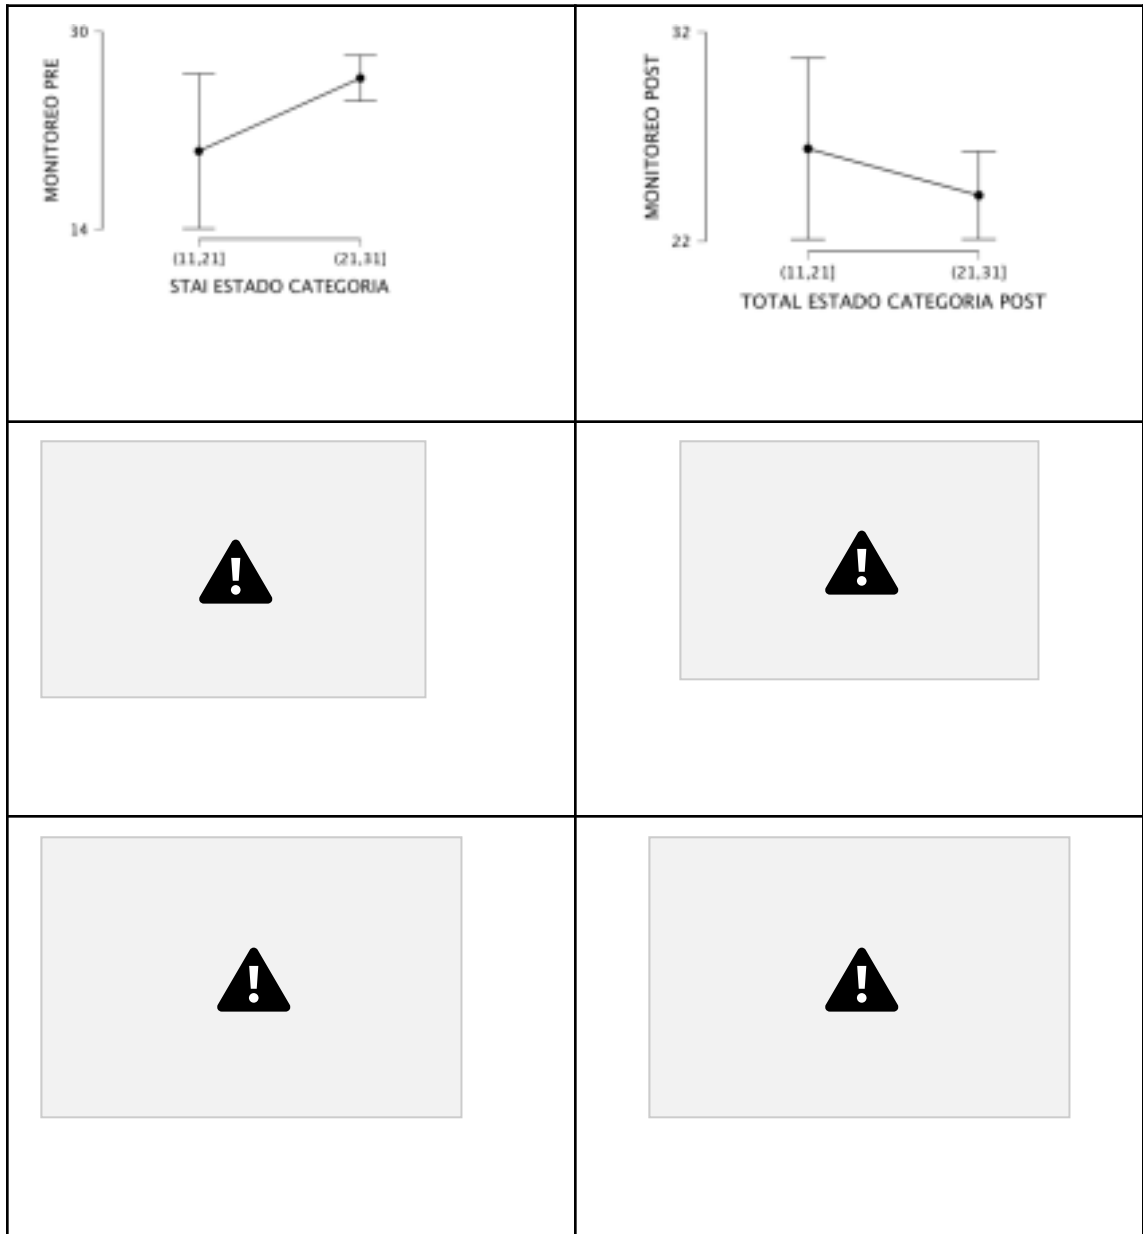 30
MONITOREO PRE
14
(11,21] (21,31]
STAI ESTADO CATEGORIA
32
MONITOREO POST
22
(11,21] (21,31]
TOTAL ESTADO CATEGORIA POST